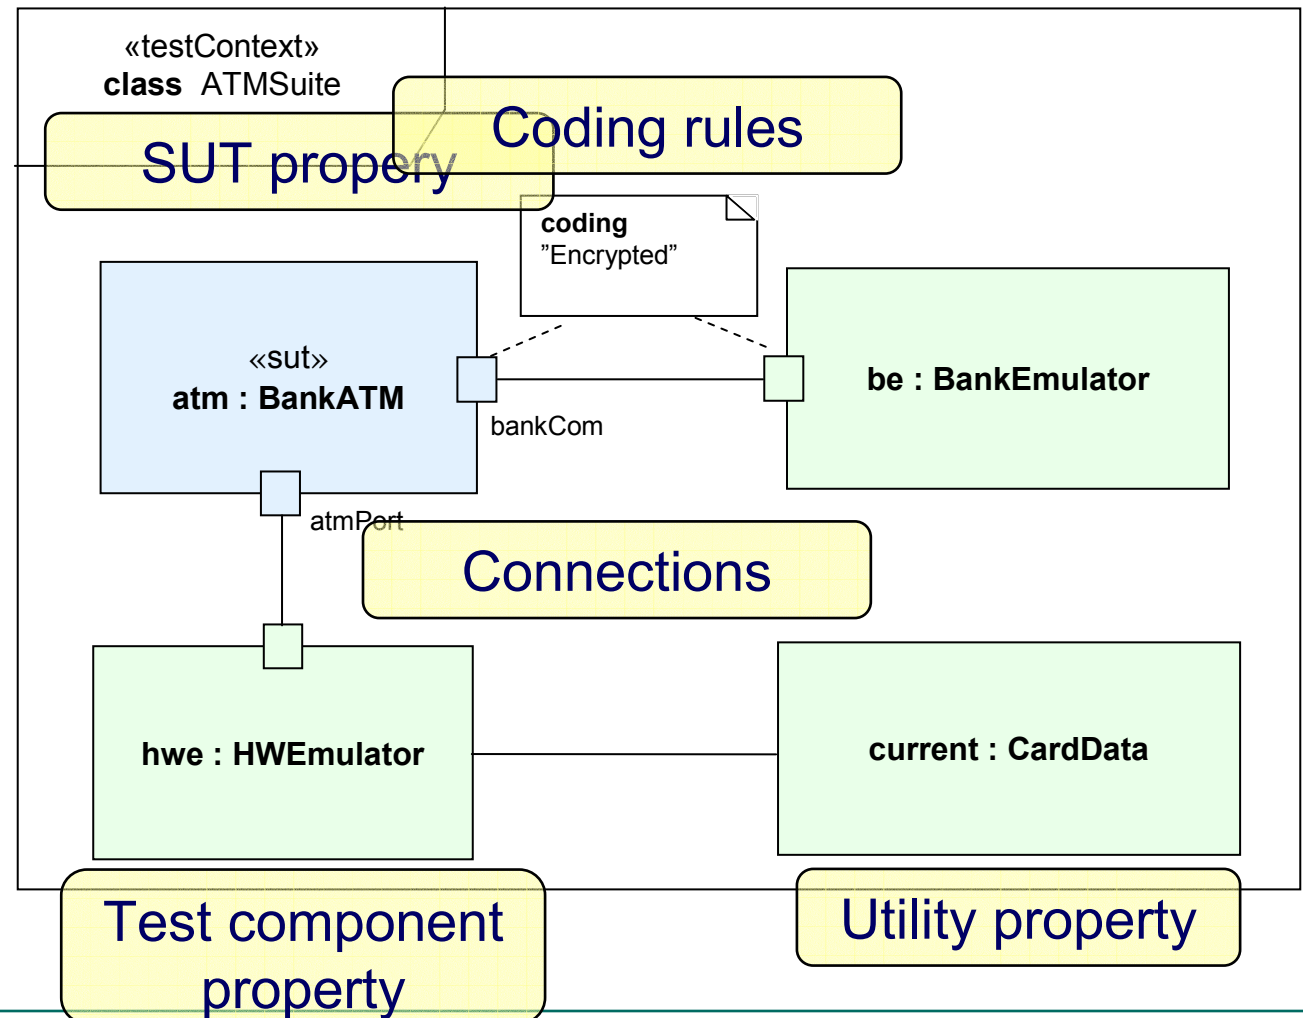 «testContext»
class ATMSuite
Coding rules
SUT propery
coding
”Encrypted”
«sut»
atm : BankATM
be : BankEmulator
bankCom
atmPort
Connections
hwe : HWEmulator
current : CardData
Test component
property
Utility property